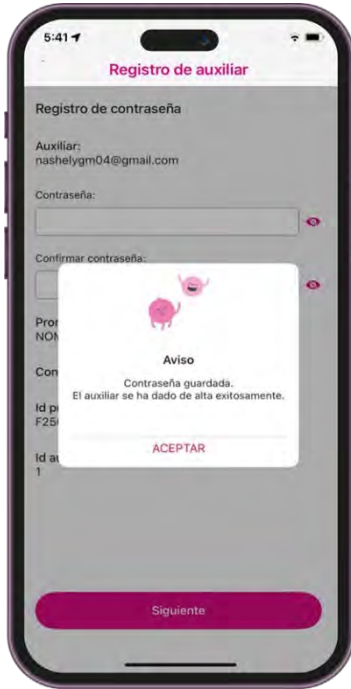 5:41
Registro de auxiliar
Registro de contraseña
Auxiliar:
nashelygm04@gmail.com
Contraseña:
Confirmar contraseña:
Aviso
Contraseña guardada.
El auxiliar se ha dado de alta exitosamente.
ACEPTAR
Id
1
Siguiente